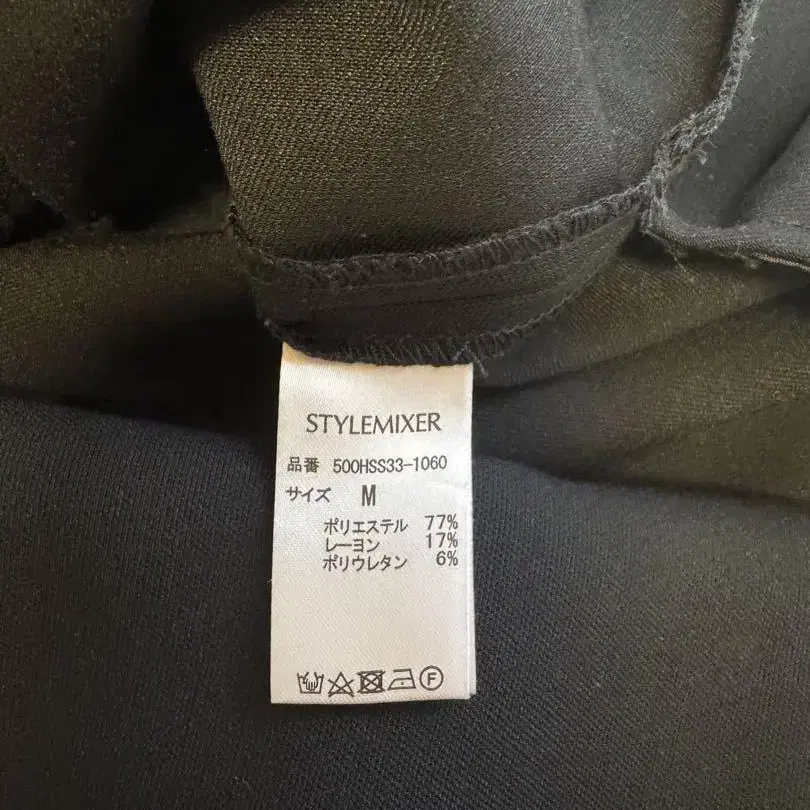 STYLEMIXER
品番 500HSS33-1060
サイズ M
ポリエステル 77%
レーヨン 17%
ポリウレタン 6%
F